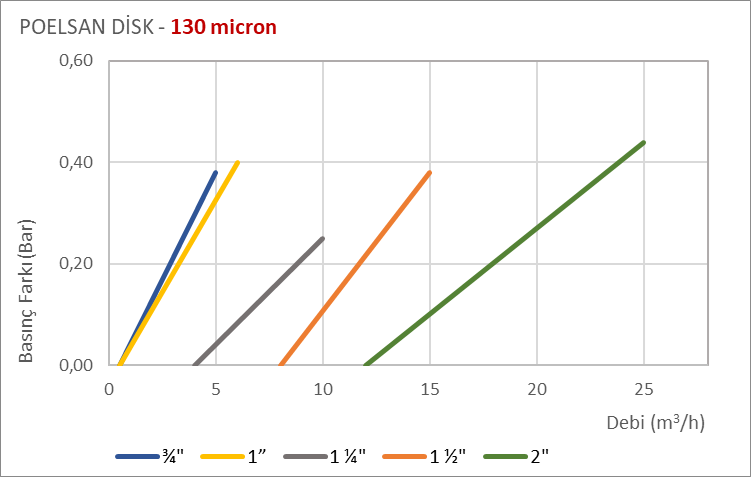 POELSAN DİSK - 130 micron
0,60
0,40
0,20
0,00
Basınç Farkı(Bar)
0 5 10 15 20 25
Debi (m³/h)
¾" 1” 1 ¼" 1 ½" 2"